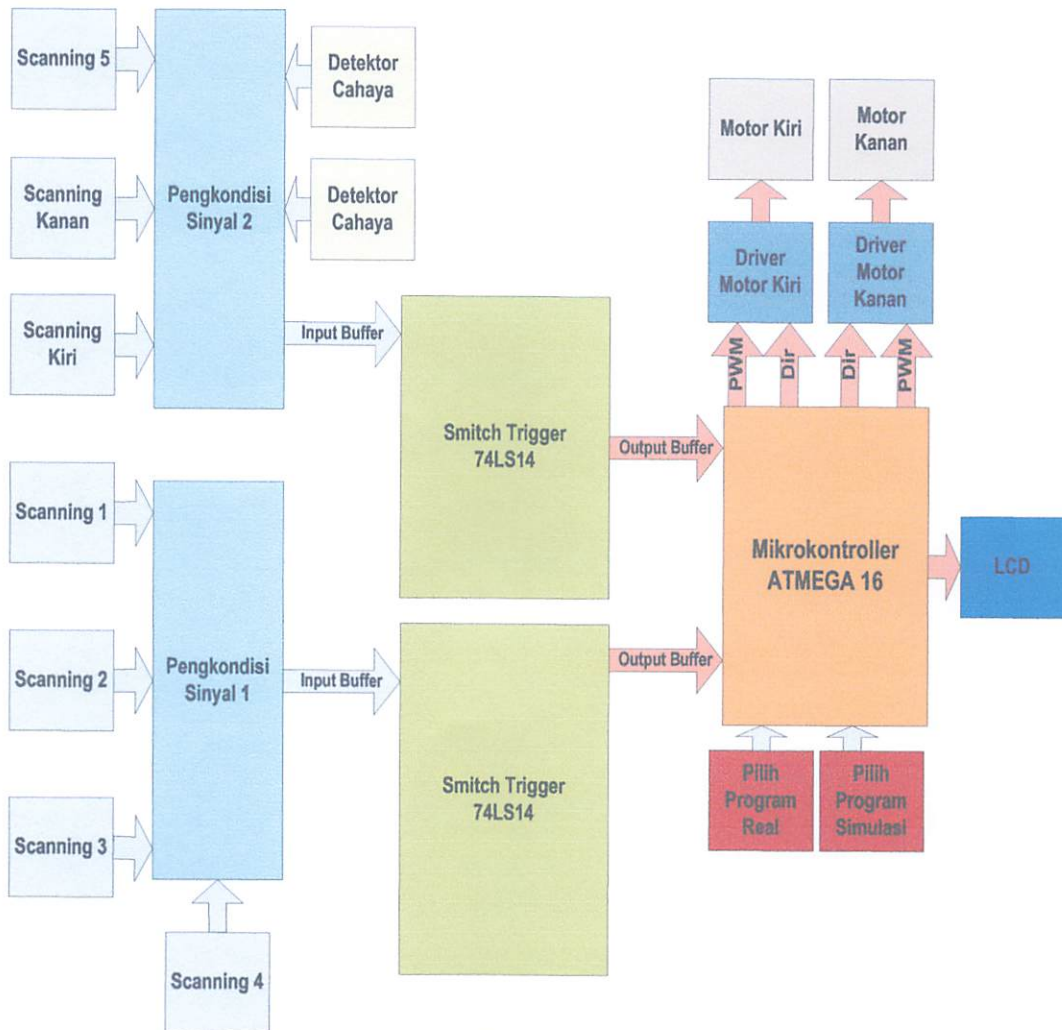 Scanning 5
Detektor
Cahaya
Scanning
Kanan
Pengkondisi
Sinyal 2
Detektor
Cahaya
Scanning
Kiri
Input Buffer
Motor Kiri
Motor
Kanan
Driver
Motor Kiri
Driver
Motor
Kanan
PWM
Dir
Dir
PWM
Smitch Trigger
74LS14
Output Buffer
Mikrokontroller
ATMEGA 16
LCD
Scanning 1
Scanning 2
Scanning 3
Pengkondisi
Sinyal 1
Input Buffer
Scanning 4
Smitch Trigger
74LS14
Output Buffer
Pilih
Program
Real
Pilih
Program
Simulasi